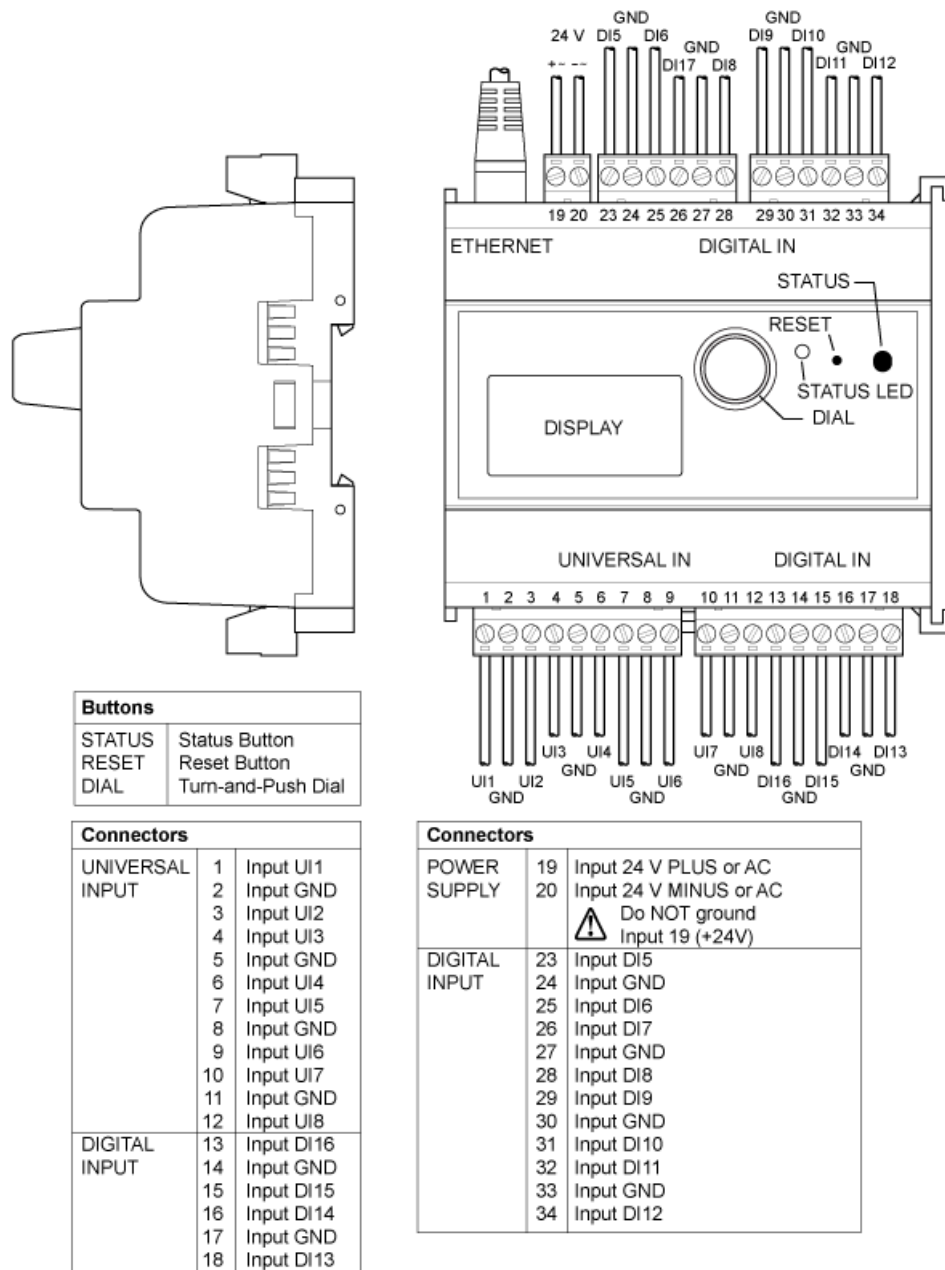 GND GND
24 V DI5 DI6 DI9 DI10
GND GND
+~ -~ DI17 DI8 DI11 DI12
19 20 23 24 25 26 27 28 29 30 31 32 33 34
ETHERNET DIGITAL IN
STATUS
RESET
STATUS LED
DIAL
DISPLAY
UNIVERSAL IN DIGITAL IN
1 2 3 4 5 6 7 8 9 10 11 12 13 14 15 16 17 18
UI3 UI4 UI7 UI8 DI14 DI13
GND GND GND
UI1 UI2 UI5 UI6 DI16 DI15
GND GND GND
Buttons
STATUS Status Button
RESET Reset Button
DIAL Turn-and-Push Dial
Connectors
UNIVERSAL 1 Input UI1
INPUT 2 Input GND
3 Input UI2
4 Input UI3
5 Input GND
6 Input UI4
7 Input UI5
8 Input GND
9 Input UI6
10 Input UI7
11 Input GND
12 Input UI8
DIGITAL 13 Input DI16
INPUT 14 Input GND
15 Input DI15
16 Input DI14
17 Input GND
18 Input DI13
Connectors
POWER 19 Input 24 V PLUS or AC
SUPPLY 20 Input 24 V MINUS or AC
Do NOT ground
Input 19 (+24V)
DIGITAL 23 Input DI5
INPUT 24 Input GND
25 Input DI6
26 Input DI7
27 Input GND
28 Input DI8
29 Input DI9
30 Input GND
31 Input DI10
32 Input DI11
33 Input GND
34 Input DI12